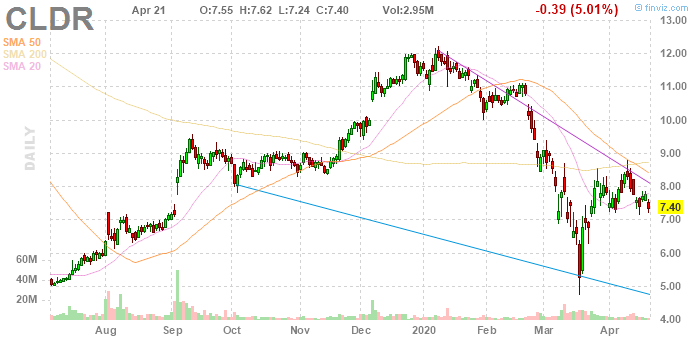 © finviz.com
CLDR Apr 21 O:7.55 H:7.62 L:7.24 C:7.40 Vol:2.95M -0.39 (5.01%)
SMA 50
SMA 200
SMA 20
DAILY
13.00
12.00
11.00
10.00
9.00
8.00
7.40
7.00
6.00
5.00
4.00
60M
40M
20M
Aug Sep Oct Nov Dec 2020 Feb Mar Apr